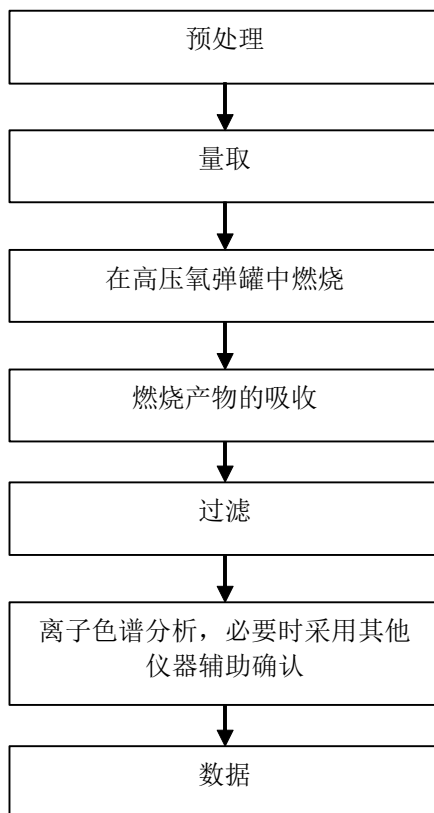 预处理
量取
在高压氧弹罐中燃烧
燃烧产物的吸收
过滤
离子色谱分析，必要时采用其他
仪器辅助确认
数据